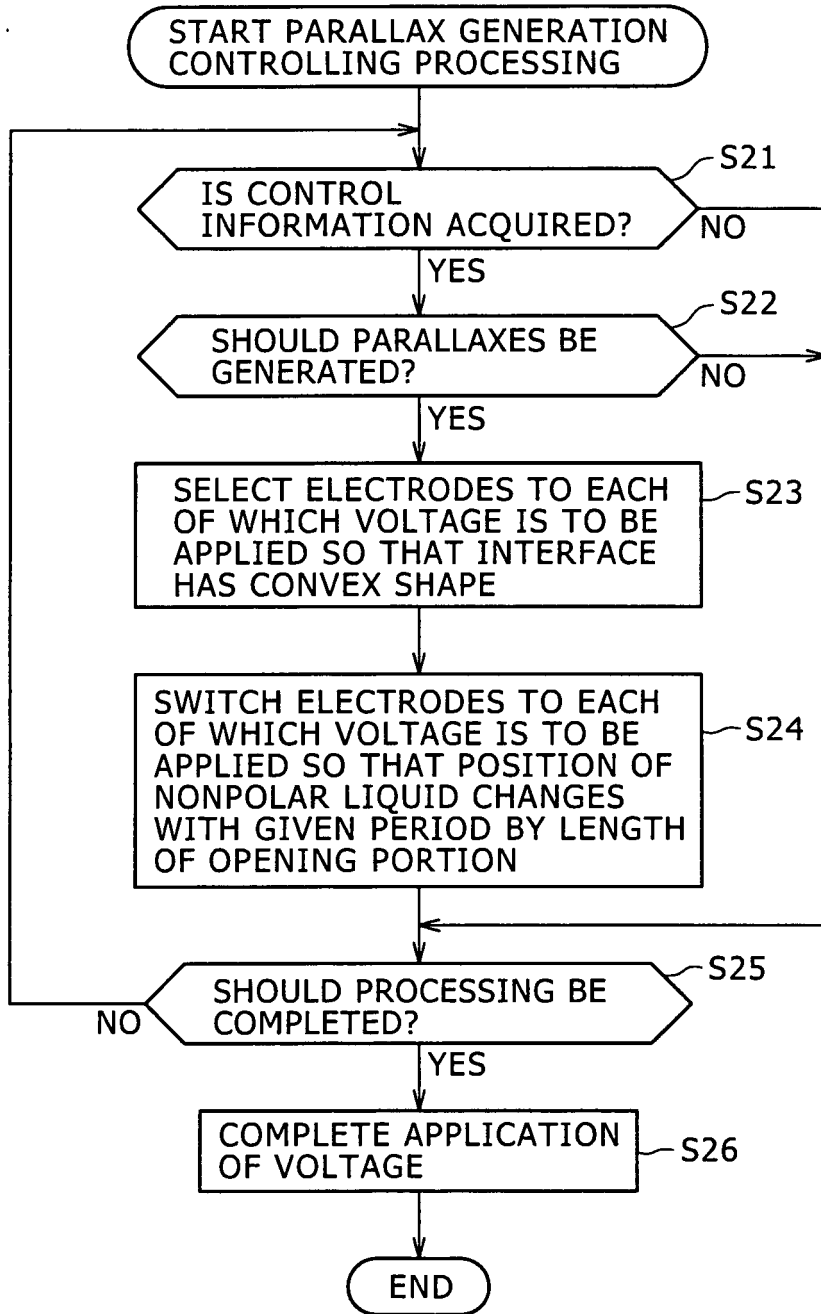 START PARALLAX GENERATION
CONTROLLING PROCESSING
S21
IS CONTROL
INFORMATION ACQUIRED?
NO
YES
S22
SHOULD PARALLAXES BE
GENERATED?
NO
YES
S23
SELECT ELECTRODES TO EACH
OF WHICH VOLTAGE IS TO BE
APPLIED SO THAT INTERFACE
HAS CONVEX SHAPE
S24
SWITCH ELECTRODES TO EACH
OF WHICH VOLTAGE IS TO BE
APPLIED SO THAT POSITION OF
NONPOLAR LIQUID CHANGES
WITH GIVEN PERIOD BY LENGTH
OF OPENING PORTION
S25
SHOULD PROCESSING BE
COMPLETED?
NO
YES
COMPLETE APPLICATION
OF VOLTAGE
S26
END